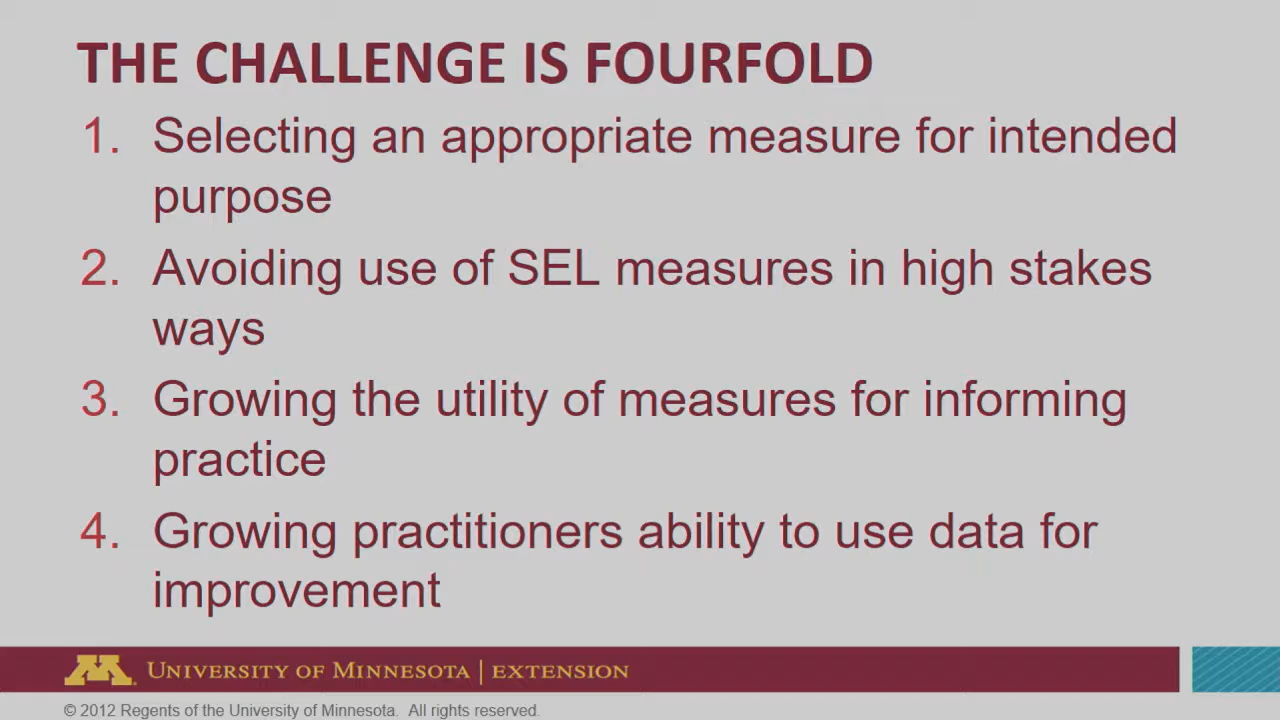 THE CHALLENGE IS FOURFOLD
1. Selecting an appropriate measure for intended
purpose
2. Avoiding use of SEL measures in high stakes
ways
3. Growing the utility of measures for informing
practice
4. Growing practitioners ability to use data for
improvement
M UNIVERSITY OF MINNESOTA | EXTENSION
© 2012 Regents of the University of Minnesota. All rights reserved.